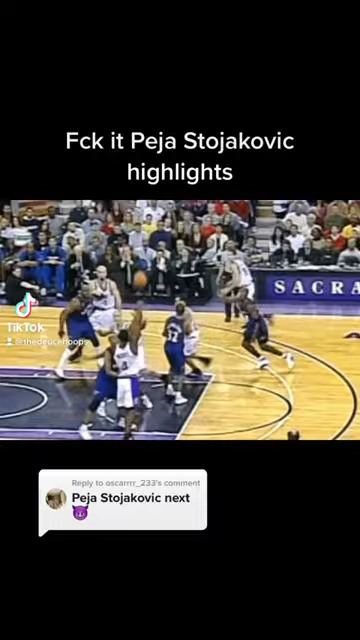 Fck it Peja Stojakovic
highlights
SACRA
TikTok
@thedeucehoops
Reply to oscarrrr_233's comment
Peja Stojakovic next
😈